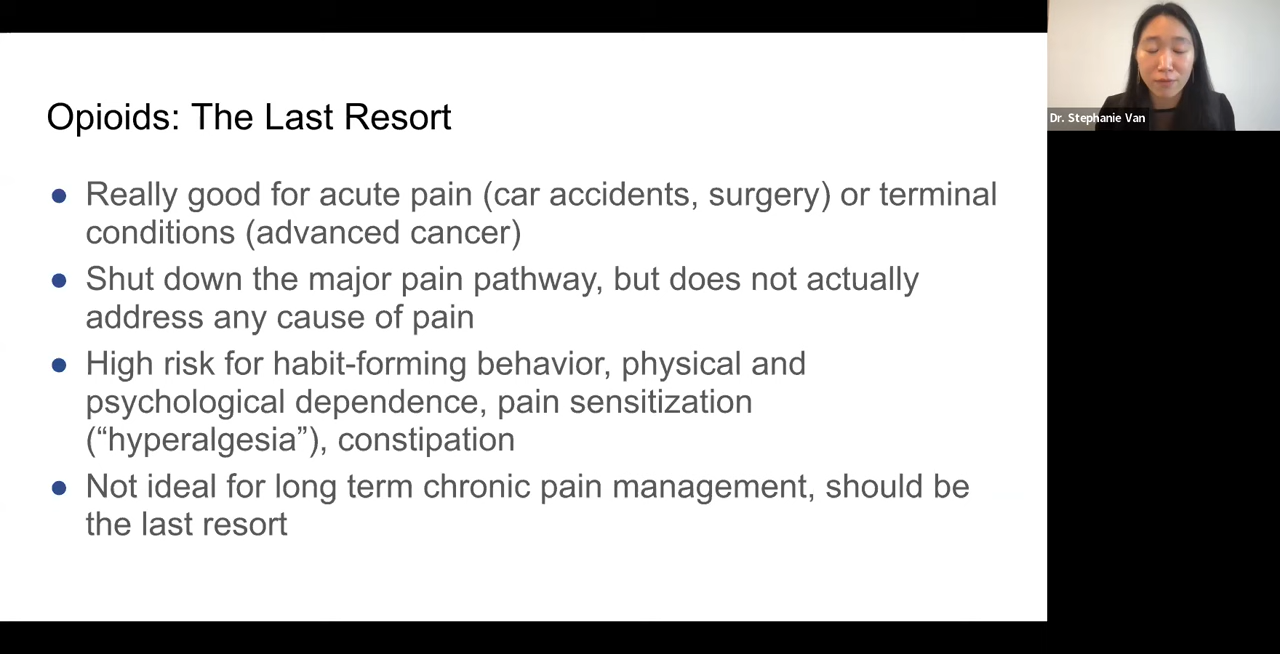 Opioids: The Last Resort
● Really good for acute pain (car accidents, surgery) or terminal
conditions (advanced cancer)
● Shut down the major pain pathway, but does not actually
address any cause of pain
● High risk for habit-forming behavior, physical and
psychological dependence, pain sensitization
(“hyperalgesia”), constipation
● Not ideal for long term chronic pain management, should be
the last resort
Dr. Stephanie Van